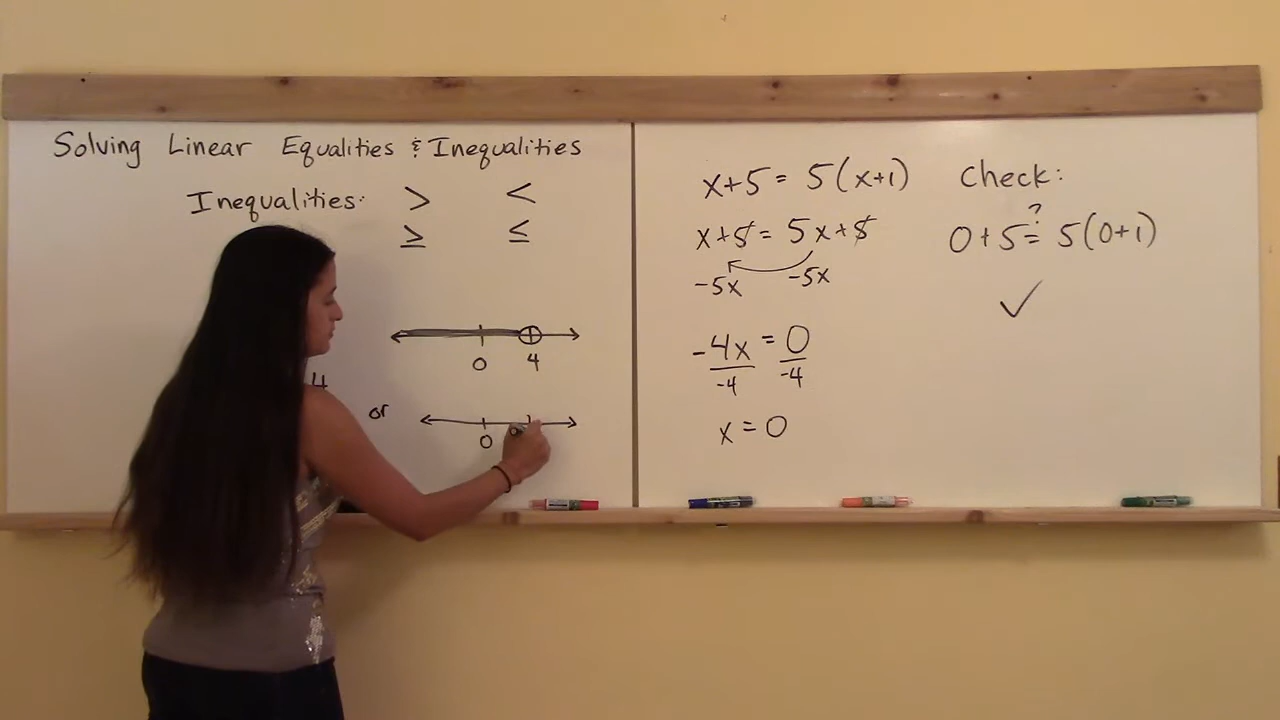 Solving Linear Equalities & Inequalities
Inequalities: > <
≥ ≤
0 4
4
or
0
x+5 = 5(x+1)
x+5 = 5x+5
-5x -5x
-4x = 0
-4 -4
x = 0
Check:
?
0+5 = 5(0+1)
✓